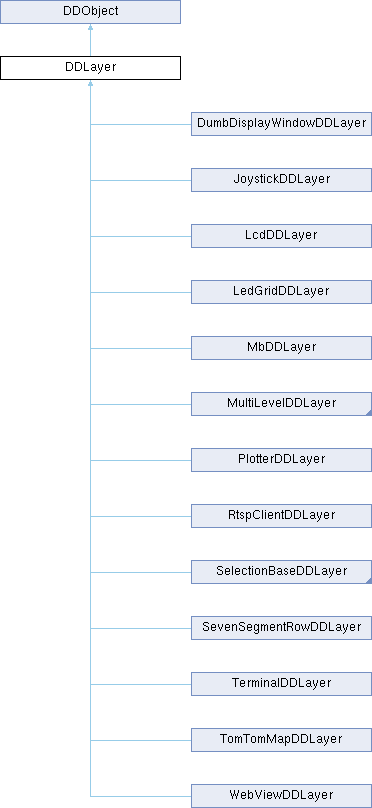 DDObject
DDLayer
DumbDisplayWindowDDLayer
JoystickDDLayer
LcdDDLayer
LedGridDDLayer
MbDDLayer
MultiLevelDDLayer
PlotterDDLayer
RtspClientDDLayer
SelectionBaseDDLayer
SevenSegmentRowDDLayer
TerminalDDLayer
TomTomMapDDLayer
WebViewDDLayer